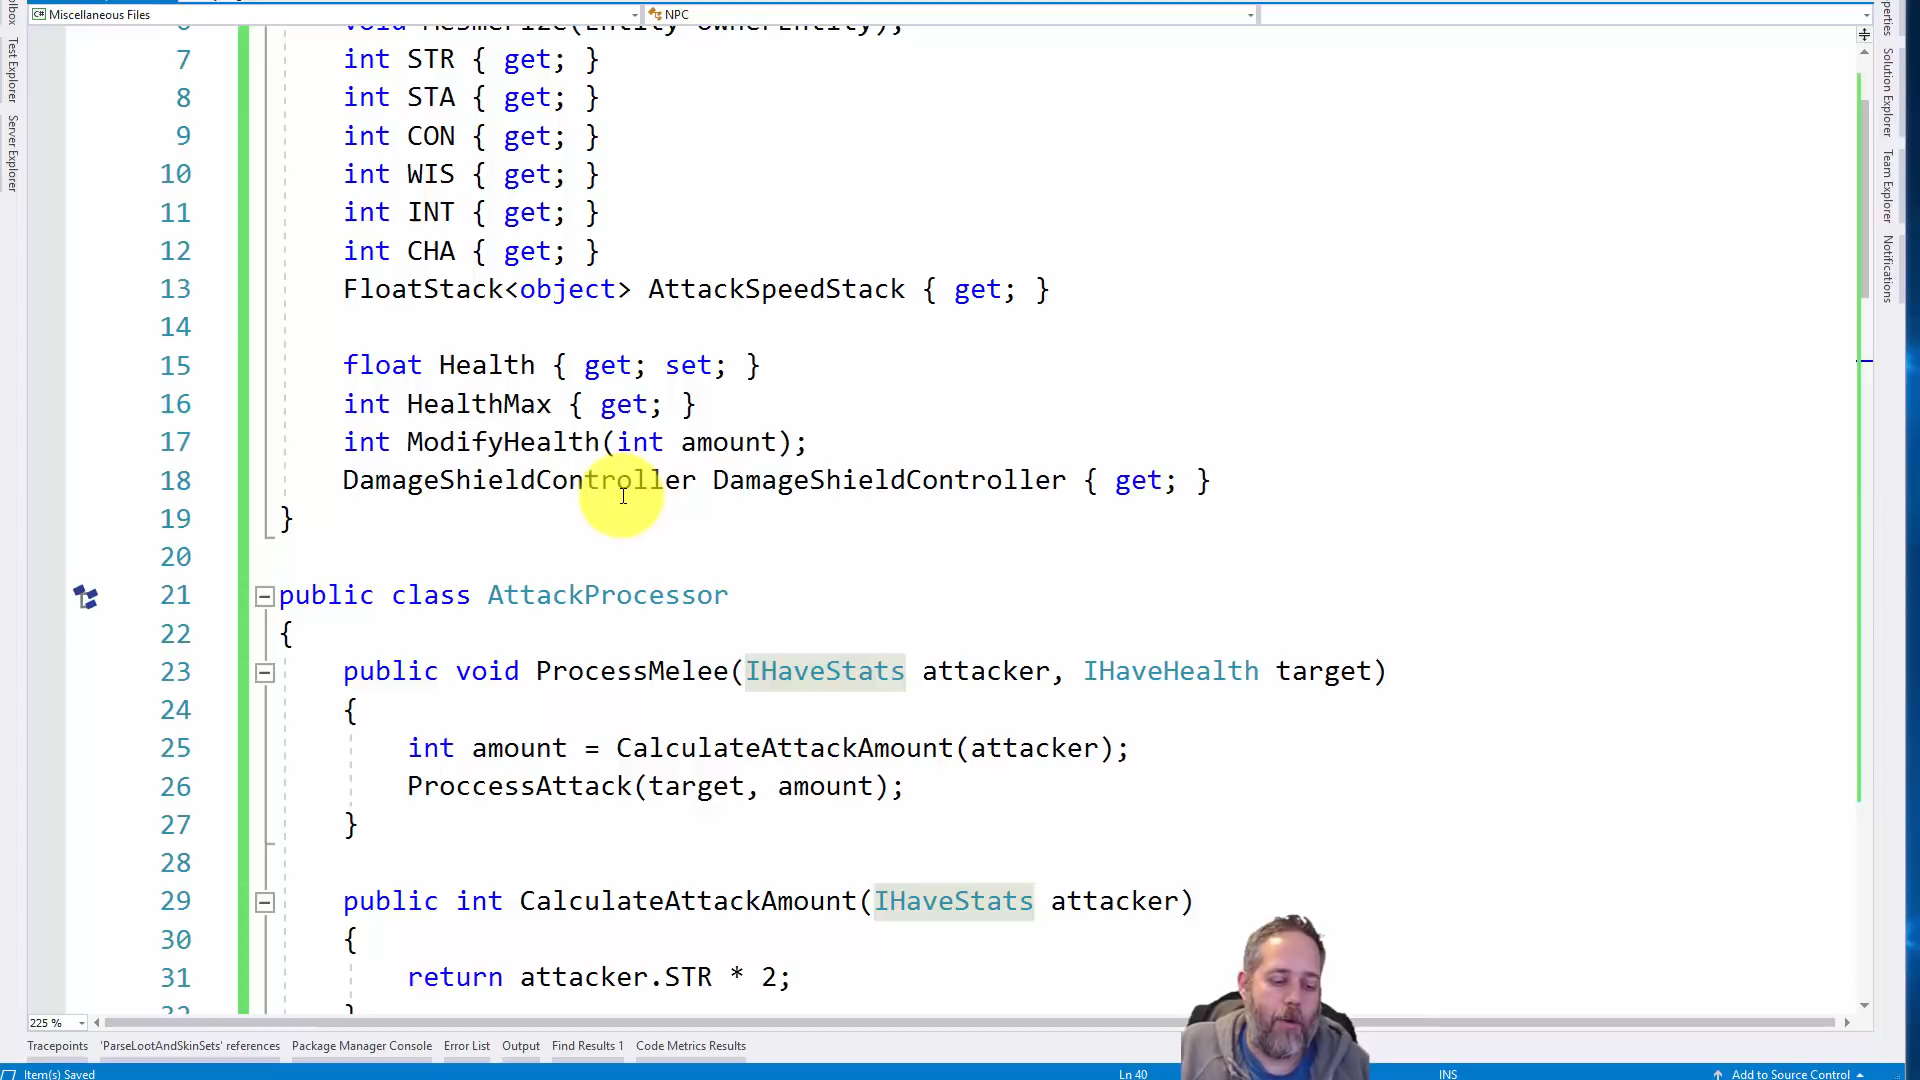 Miscellaneous Files
NPC
void Mesmerize(Entity ownerEntity);
7 int STR { get; }
8 int STA { get; }
9 int CON { get; }
10 int WIS { get; }
11 int INT { get; }
12 int CHA { get; }
13 FloatStack<object> AttackSpeedStack { get; }
14
15 float Health { get; set; }
16 int HealthMax { get; }
17 int ModifyHealth(int amount);
18 DamageShieldController DamageShieldController { get; }
19 }
20
21 public class AttackProcessor
22 {
23 public void ProcessMelee(IHaveStats attacker, IHaveHealth target)
24 {
25 int amount = CalculateAttackAmount(attacker);
26 ProccessAttack(target, amount);
27 }
28
29 public int CalculateAttackAmount(IHaveStats attacker)
30 {
31 return attacker.STR * 2;
Test Explorer
Server Explorer
Solution Explorer
Team Explorer
Notifications
225 %
Tracepoints 'ParseLootAndSkinSets' references Package Manager Console Error List Output Find Results 1 Code Metrics Results
Item(s) Saved Ln 40 INS Add to Source Control